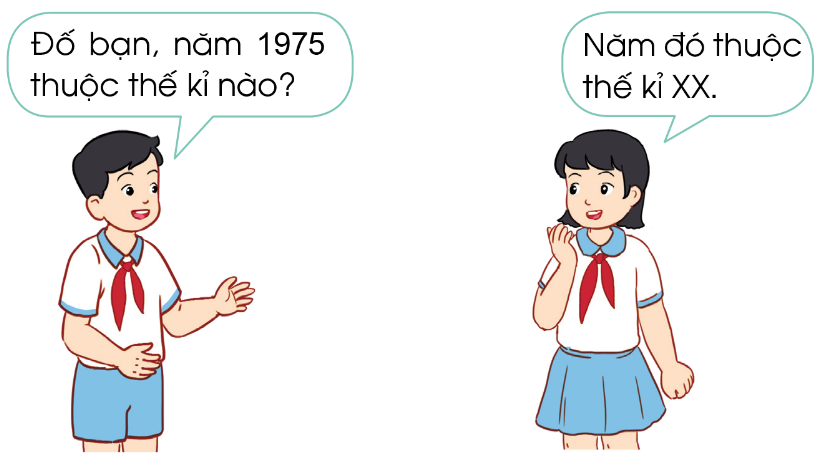 Đố bạn, năm 1975
thuộc thế kỉ nào?
Năm đó thuộc
thế kỉ XX.